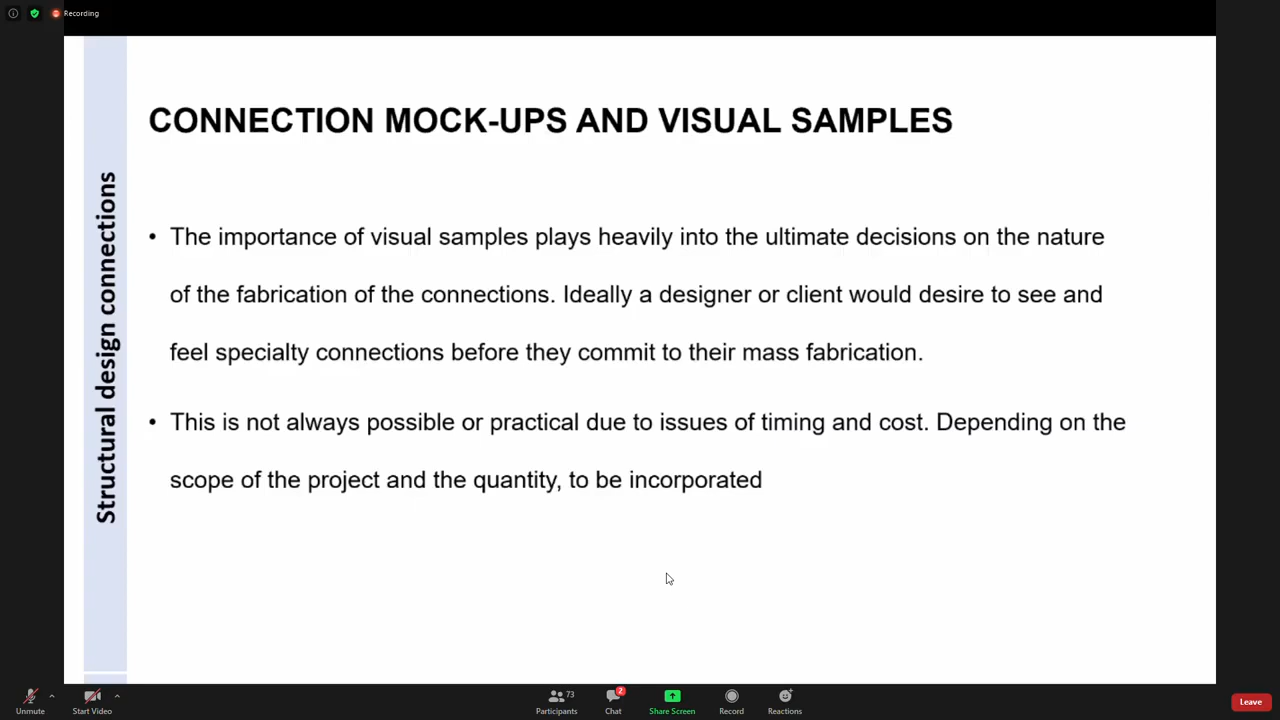 Recording
CONNECTION MOCK-UPS AND VISUAL SAMPLES
Structural design connections
• The importance of visual samples plays heavily into the ultimate decisions on the nature
of the fabrication of the connections. Ideally a designer or client would desire to see and
feel specialty connections before they commit to their mass fabrication.
• This is not always possible or practical due to issues of timing and cost. Depending on the
scope of the project and the quantity, to be incorporated
Unmute
Start Video
73
Participants
2
Chat
Share Screen
Record
Reactions
Leave